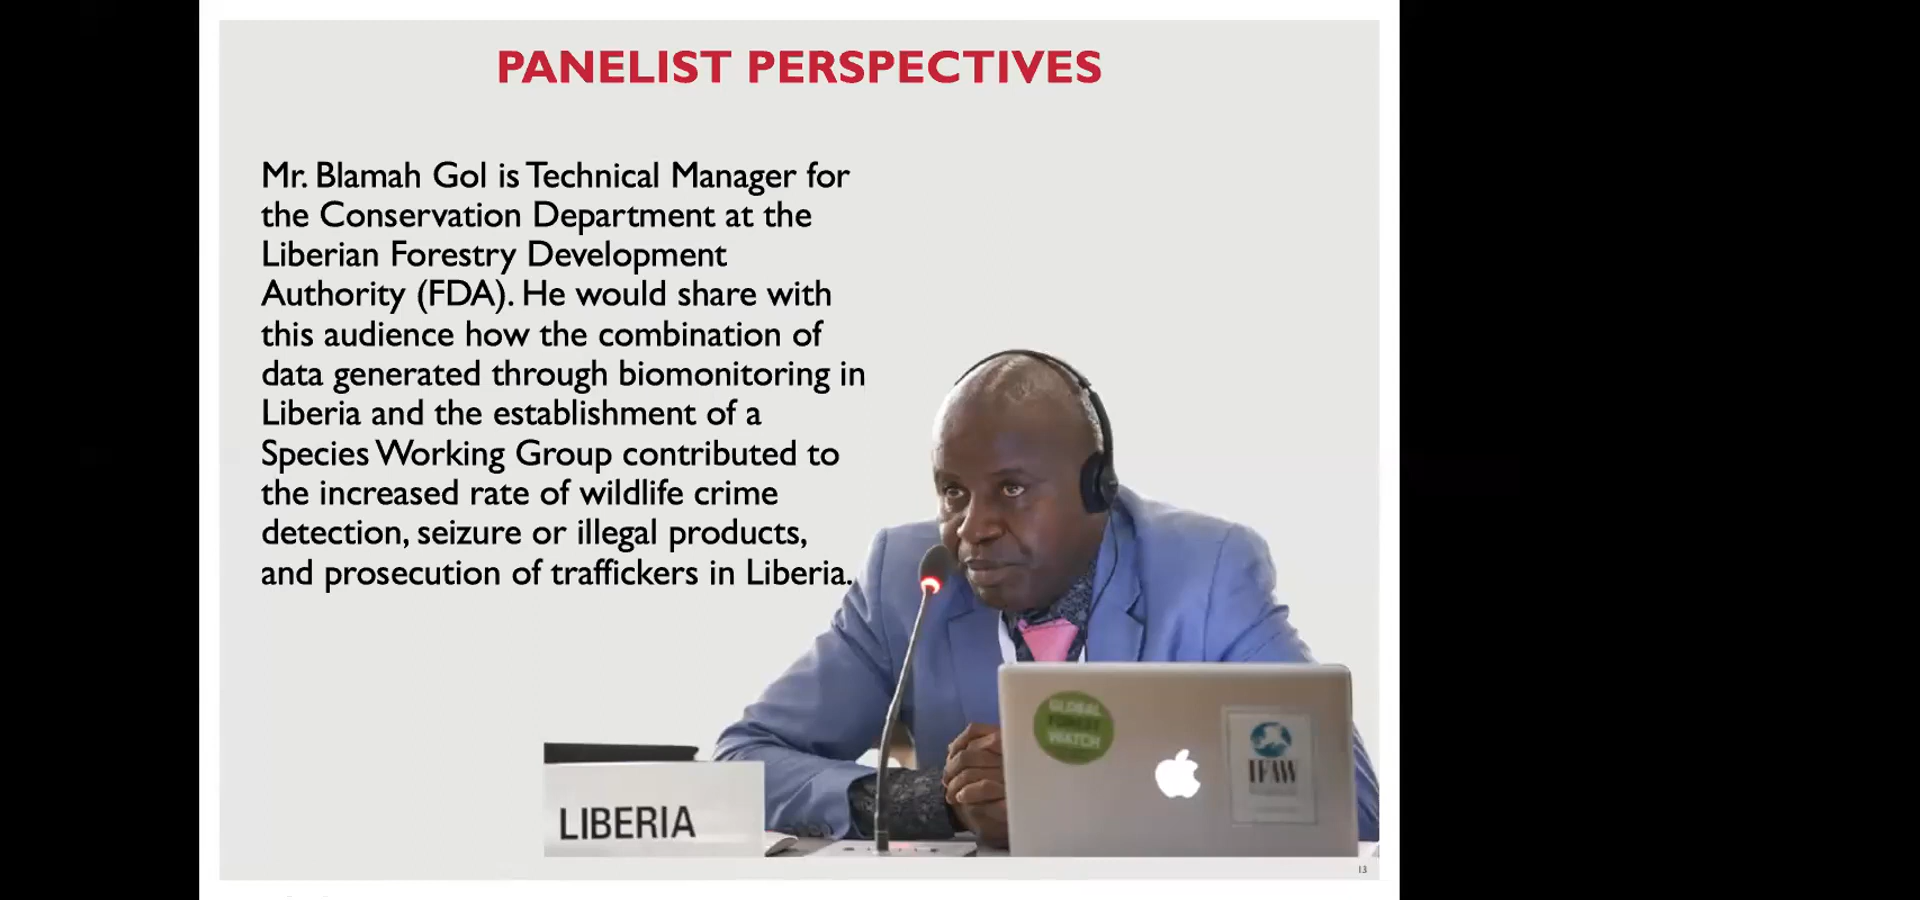 PANELIST PERSPECTIVES
Mr. Blamah Gol is Technical Manager for
the Conservation Department at the
Liberian Forestry Development
Authority (FDA). He would share with
this audience how the combination of
data generated through biomonitoring in
Liberia and the establishment of a
Species Working Group contributed to
the increased rate of wildlife crime
detection, seizure or illegal products,
and prosecution of traffickers in Liberia.
GLOBAL
FOREST
WATCH
IFAW
LIBERIA
13